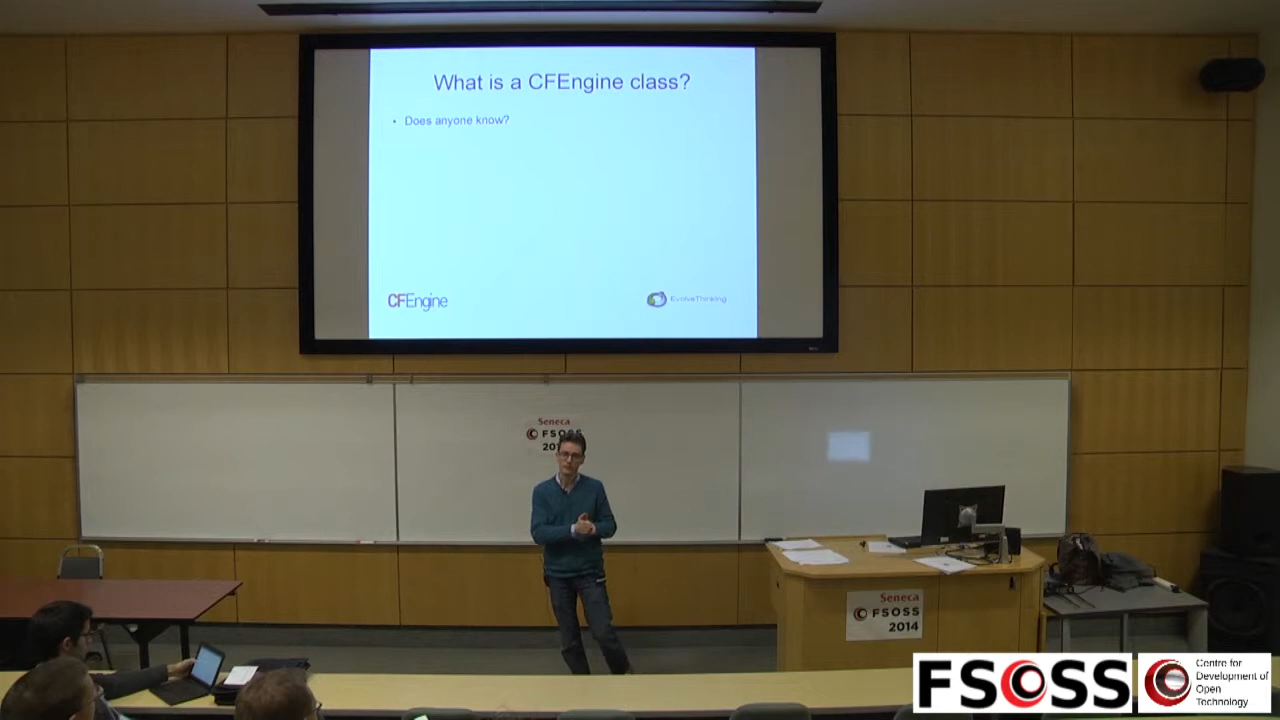 What is a CFEngine class?
• Does anyone know?
CFEngine
EvolveThinking
Seneca
FSOSS
201
Seneca
FSOSS
2014
FSOSS
Centre for
Development of
Open
Technology